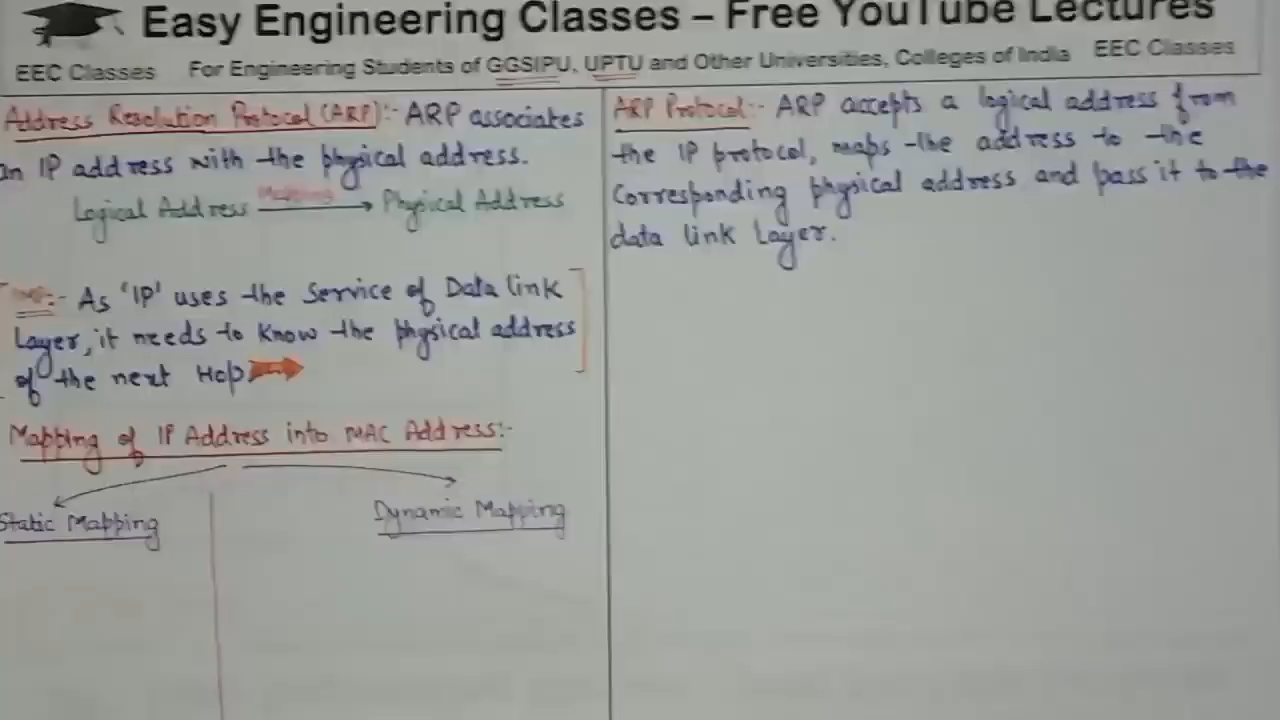 Easy Engineering Classes – Free YouTube Lectures
EEC Classes For Engineering Students of GGSIPU, UPTU and Other Universities, Colleges of India EEC Classes
Address Resolution Protocol (ARP):- ARP associates
an IP address with the physical address.
Logical Address Mapping Physical Address
Imp:- As 'IP' uses the Service of Data link
Layer, it needs to know the physical address
of the next Hop
Mapping of IP Address into MAC Address:-
Static Mapping
Dynamic Mapping
ARP Protocol:- ARP accepts a logical address from
the IP protocol, maps the address to the
Corresponding physical address and pass it to the
data link Layer.